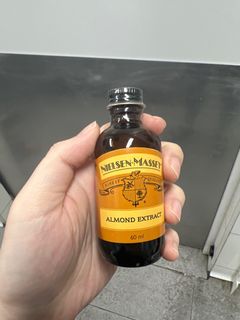 NIELSEN-MASSEY
ALMOND EXTRACT
60 ml